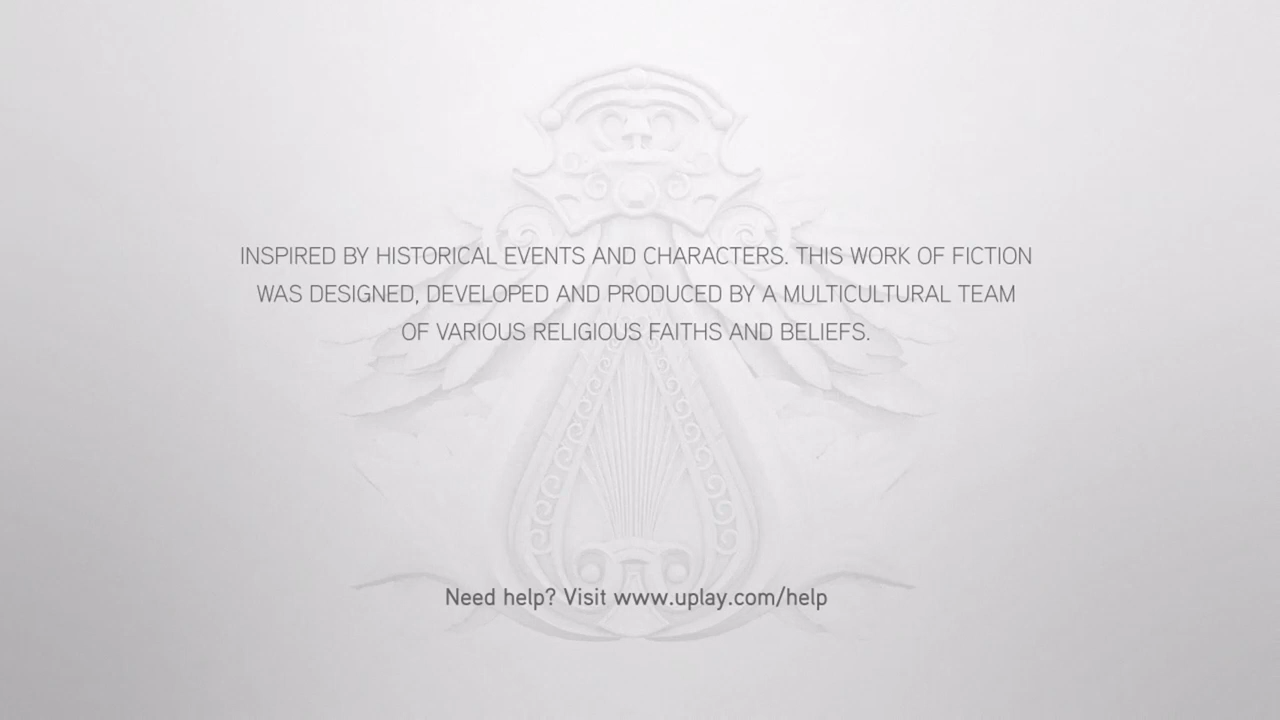 INSPIRED BY HISTORICAL EVENTS AND CHARACTERS. THIS WORK OF FICTION
WAS DESIGNED, DEVELOPED AND PRODUCED BY A MULTICULTURAL TEAM
OF VARIOUS RELIGIOUS FAITHS AND BELIEFS.
Need help? Visit www.uplay.com/help